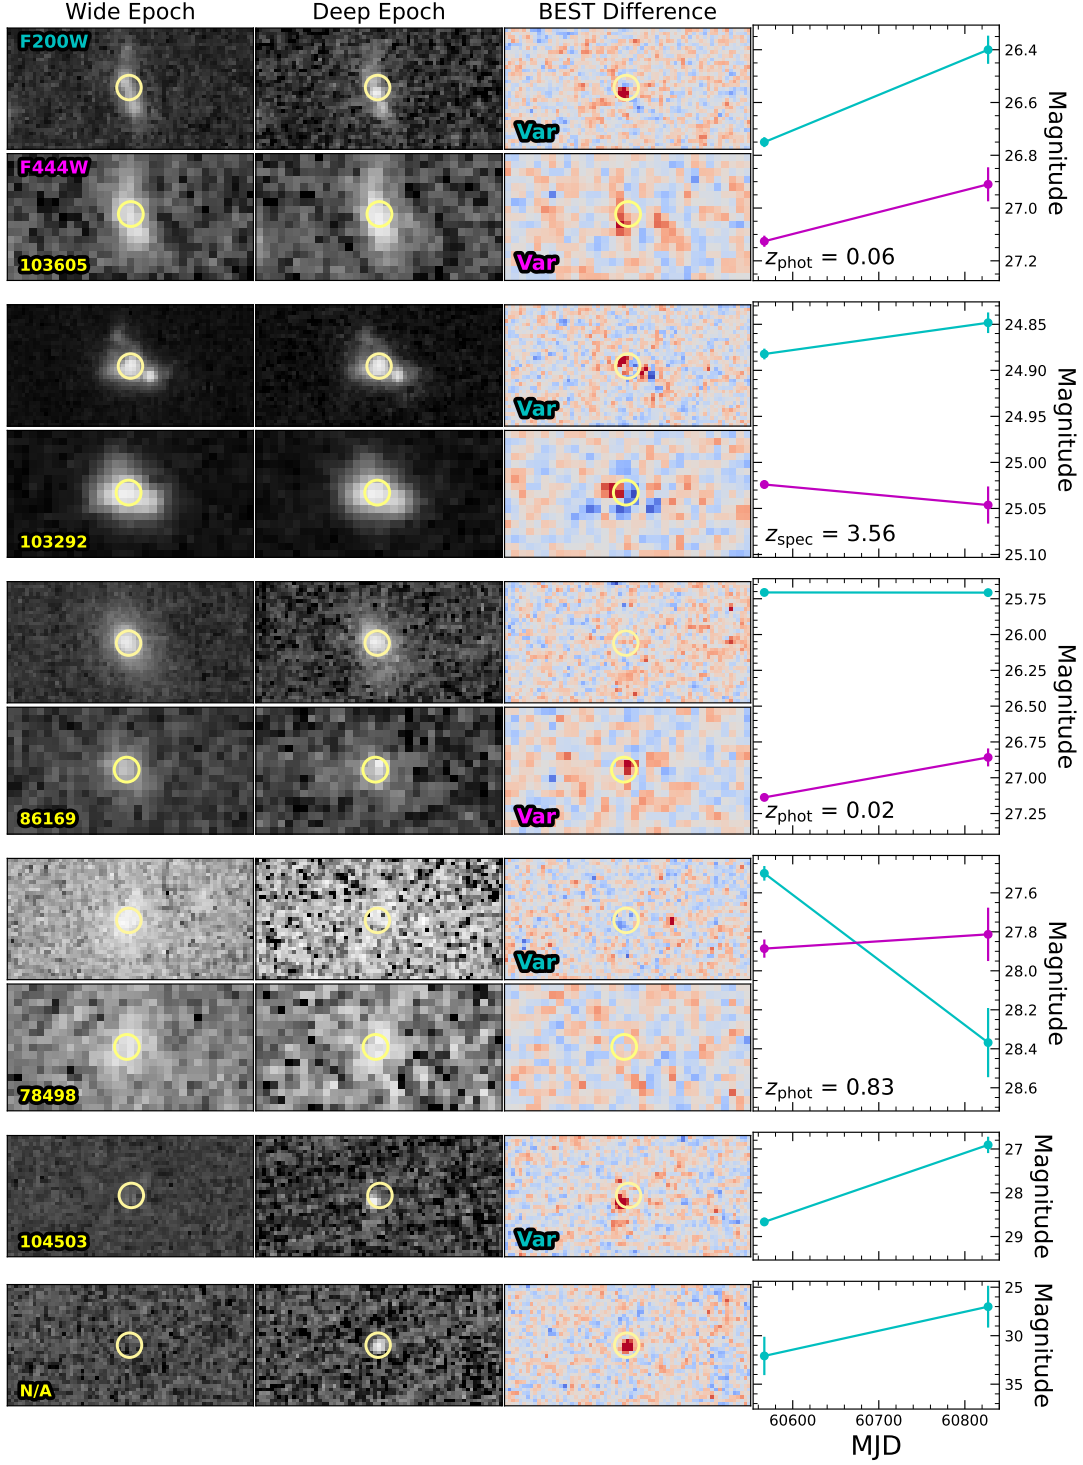 Wide Epoch Deep Epoch BEST Difference
F200W
Var
26.4
26.6
26.8
27.0
27.2
Magnitude
F444W
103605
Var
z_phot = 0.06
Var
24.85
24.90
24.95
25.00
25.05
25.10
Magnitude
103292
z_spec = 3.56
25.75
26.00
26.25
26.50
26.75
27.00
27.25
Magnitude
86169
Var
z_phot = 0.02
Var
27.6
27.8
28.0
28.2
28.4
28.6
Magnitude
78498
z_phot = 0.83
104503
Var
27
28
29
Magnitude
N/A
25
30
35
Magnitude
60600 60700 60800
MJD